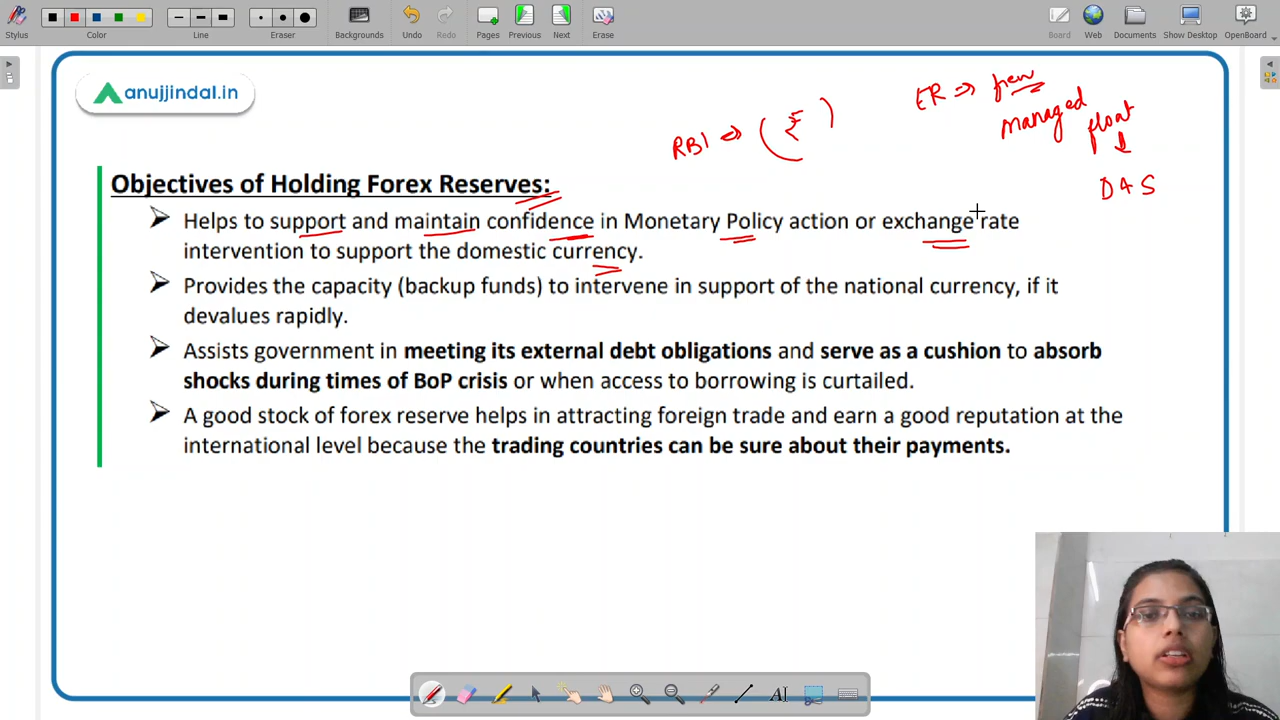 Stylus
Color
Line
Eraser
Backgrounds
Undo
Redo
Pages
Previous
Next
Erase
Board
Web
Documents
Show Desktop
OpenBoard
anujjindal.in
ER ⇒
managed
float
↓
D & S
RBI ⇒ (₹)
Objectives of Holding Forex Reserves:
➢ Helps to support and maintain confidence in Monetary Policy action or exchange rate
intervention to support the domestic currency.
➢ Provides the capacity (backup funds) to intervene in support of the national currency, if it
devalues rapidly.
➢ Assists government in meeting its external debt obligations and serve as a cushion to absorb
shocks during times of BoP crisis or when access to borrowing is curtailed.
➢ A good stock of forex reserve helps in attracting foreign trade and earn a good reputation at the
international level because the trading countries can be sure about their payments.